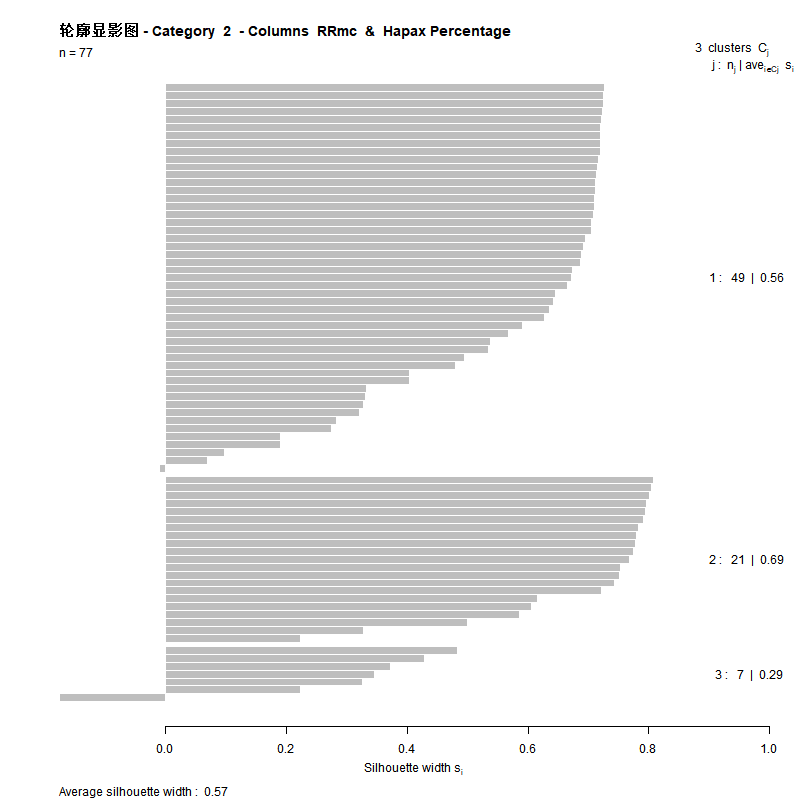 轮廓显影图 - Category 2 - Columns RRmc & Hapax Percentage
n = 77
3 clusters Cj
j : nj | avei∈Cj si
1 : 49 | 0.56
2 : 21 | 0.69
3 : 7 | 0.29
0.0 0.2 0.4 0.6 0.8 1.0
Silhouette width si
Average silhouette width : 0.57